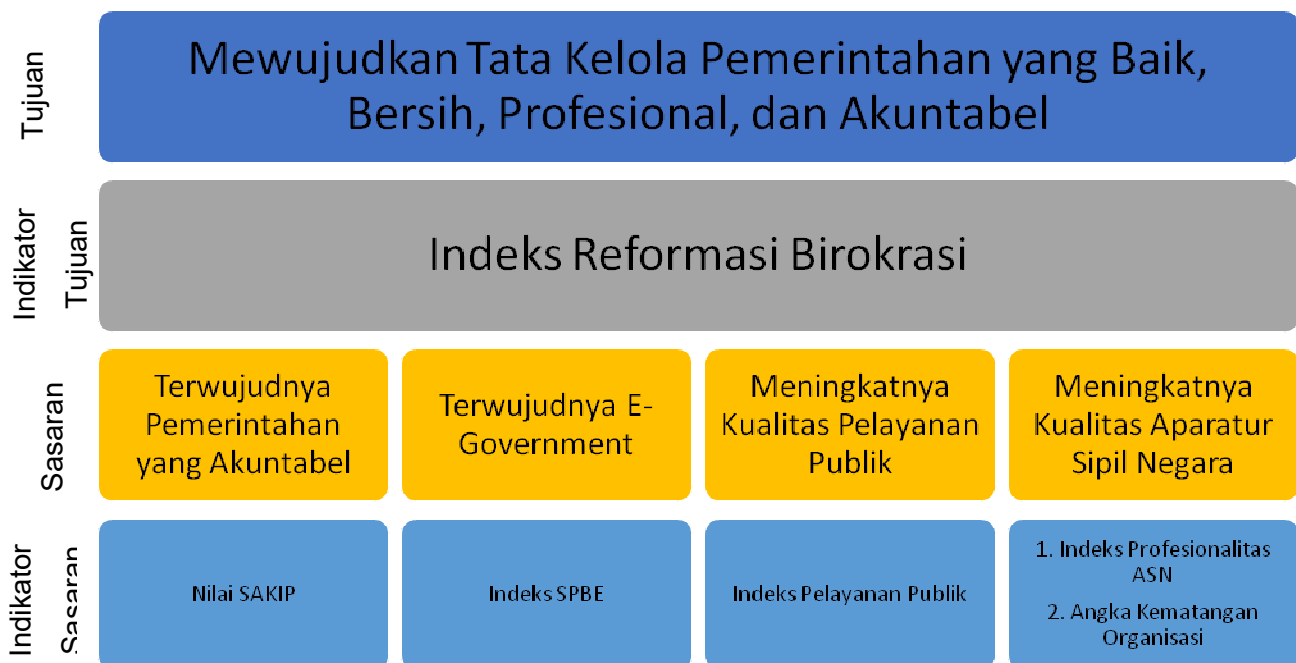 Tujuan
Mewujudkan Tata Kelola Pemerintahan yang Baik,
Bersih, Profesional, dan Akuntabel
Indikator
Tujuan
Indeks Reformasi Birokrasi
Sasaran
Terwujudnya
Pemerintahan
yang Akuntabel
Terwujudnya E-
Government
Meningkatnya
Kualitas Pelayanan
Publik
Meningkatnya
Kualitas Aparatur
Sipil Negara
Indikator
Sasaran
Nilai SAKIP
Indeks SPBE
Indeks Pelayanan Publik
1. Indeks Profesionalitas
ASN
2. Angka Kematangan
Organisasi